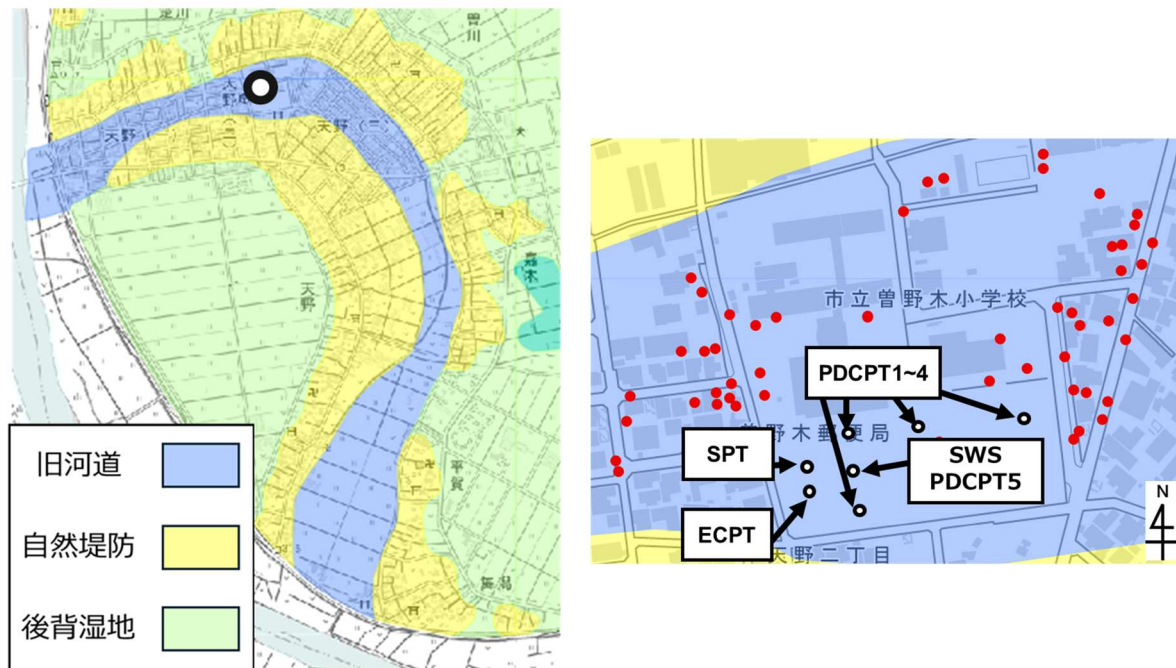 曽川
天野
天野
嘉木
天野
平賀
旧河道
自然堤防
後背湿地
市立曽野木小学校
PDCPT1~4
野木郵便局
SPT
SWS
PDCPT5
ECPT
天野二丁目
N